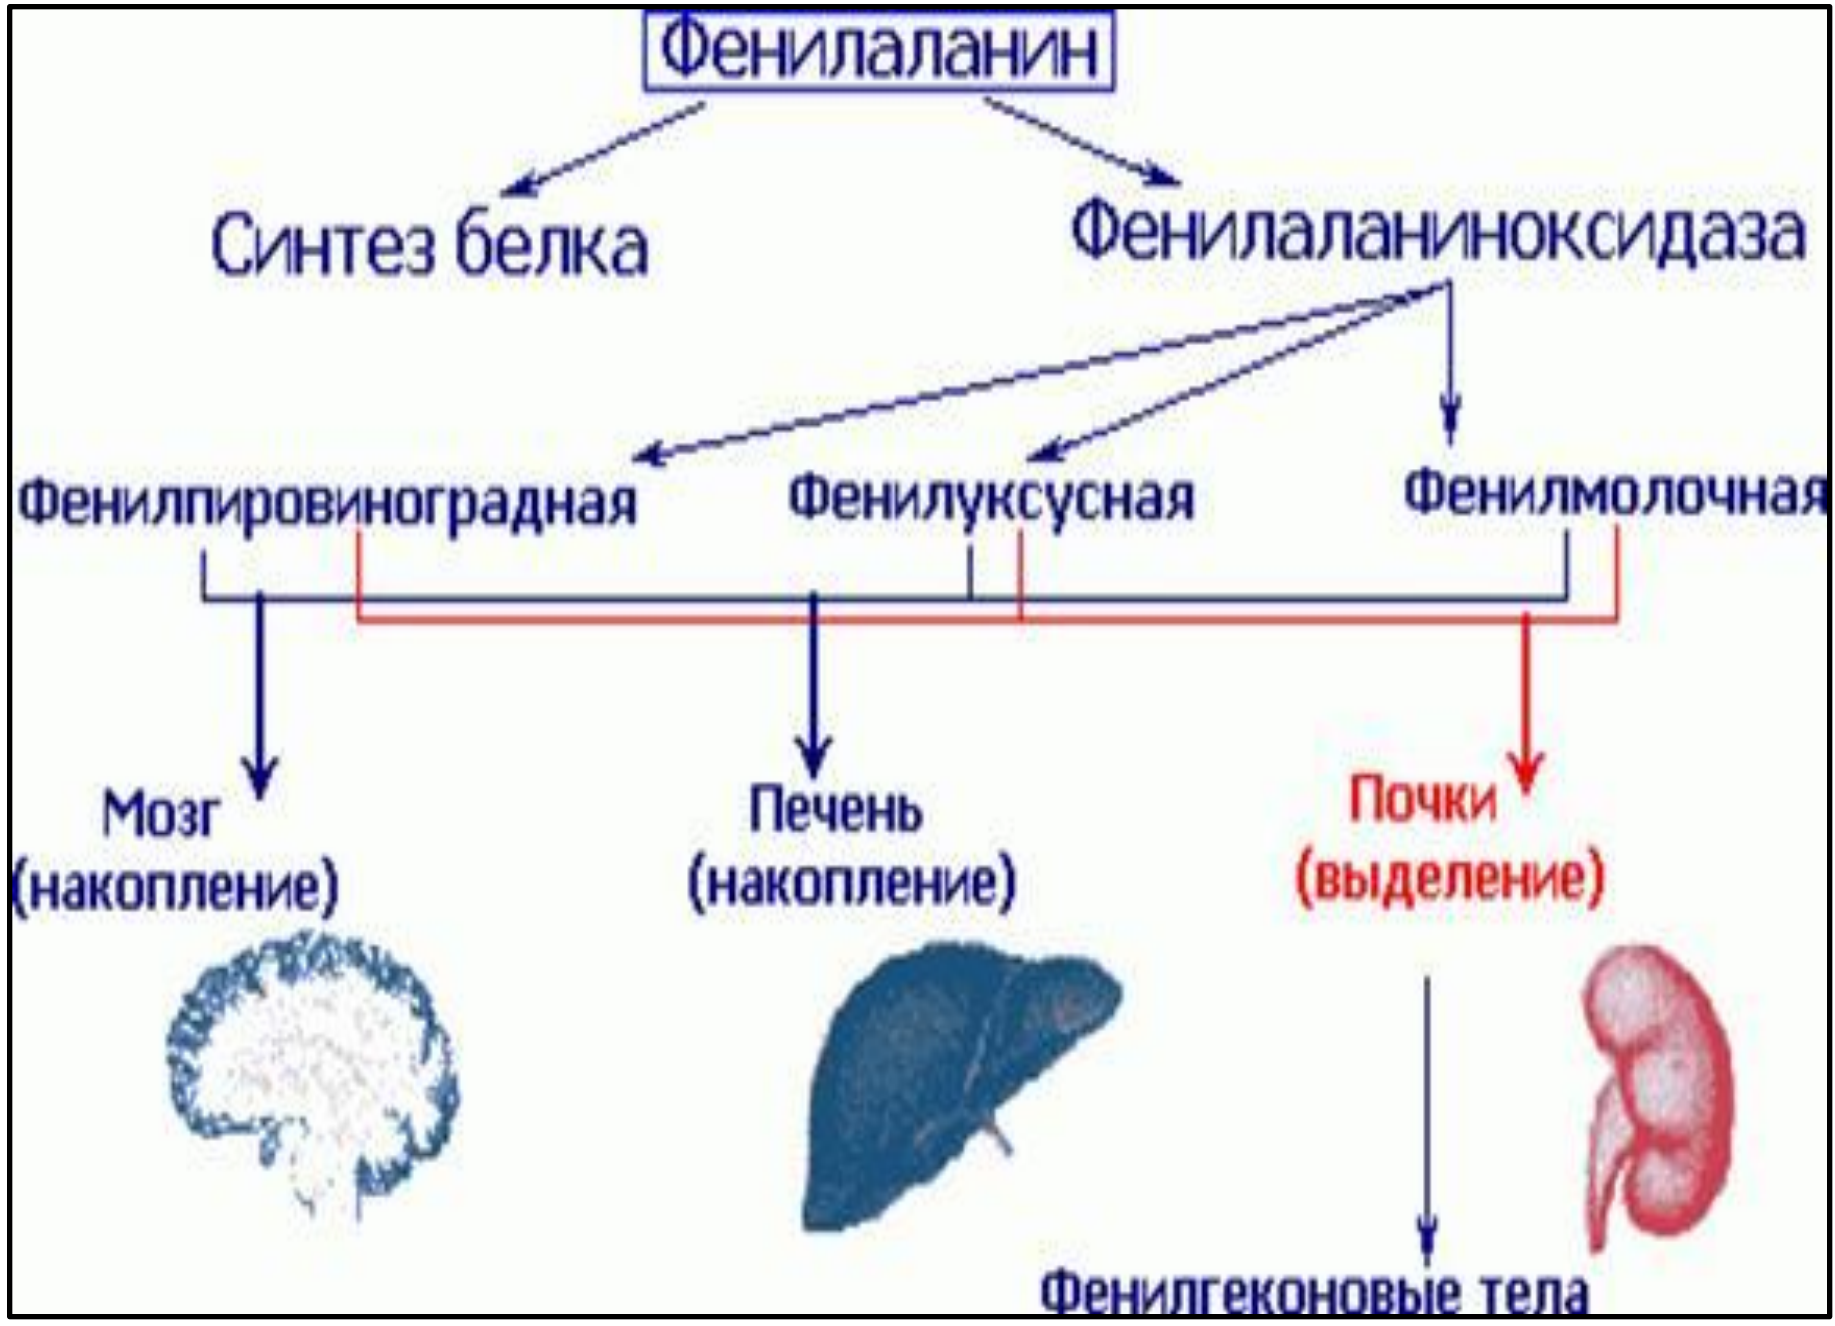 Фенилаланин
Синтез белка
Фенилаланиноксидаза
Фенилпировиноградная
Фенилуксусная
Фенилмолочная
Мозг
(накопление)
Печень
(накопление)
Почки
(выделение)
Фенилгеконовые тела